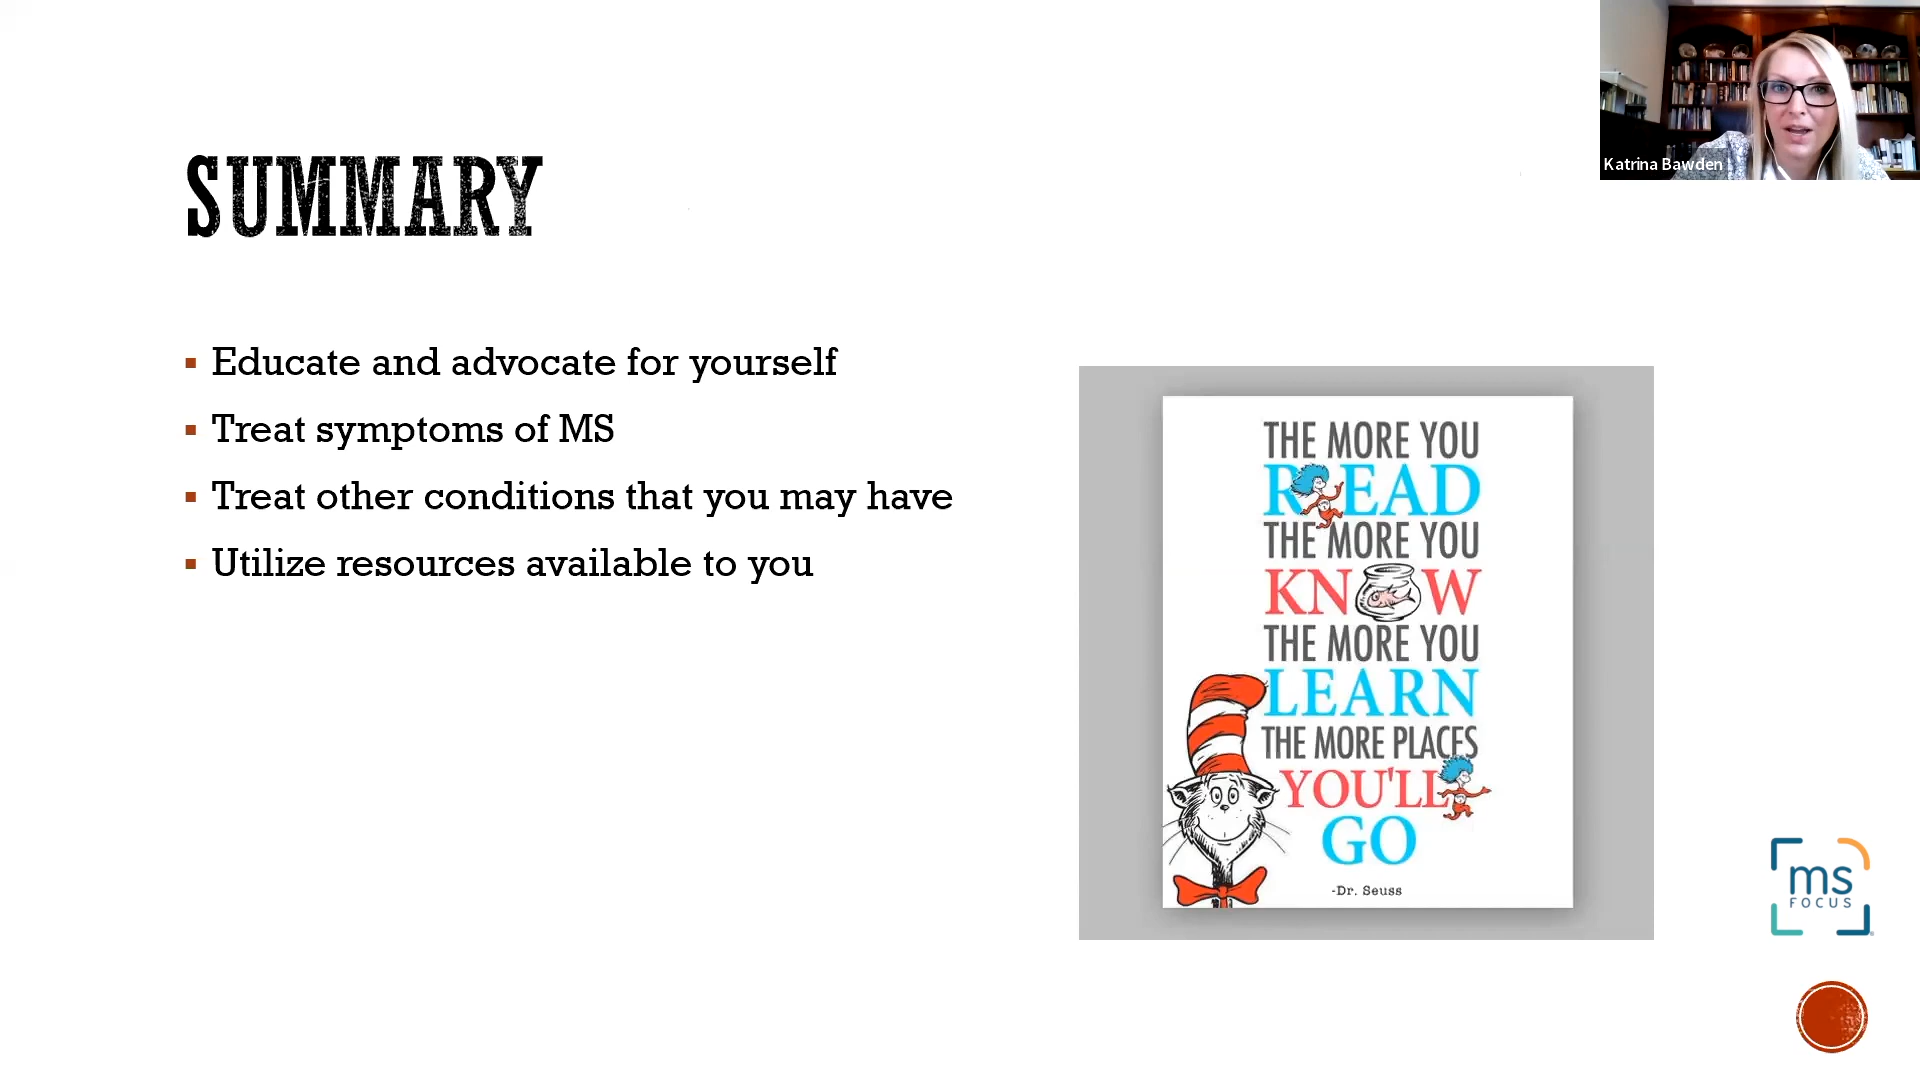 SUMMARY
Educate and advocate for yourself
Treat symptoms of MS
Treat other conditions that you may have
Utilize resources available to you
THE MORE YOU
READ
THE MORE YOU
KNOW
THE MORE YOU
LEARN
THE MORE PLACES
YOU'LL
GO
-Dr. Seuss
Katrina Bawden
ms
FOCUS